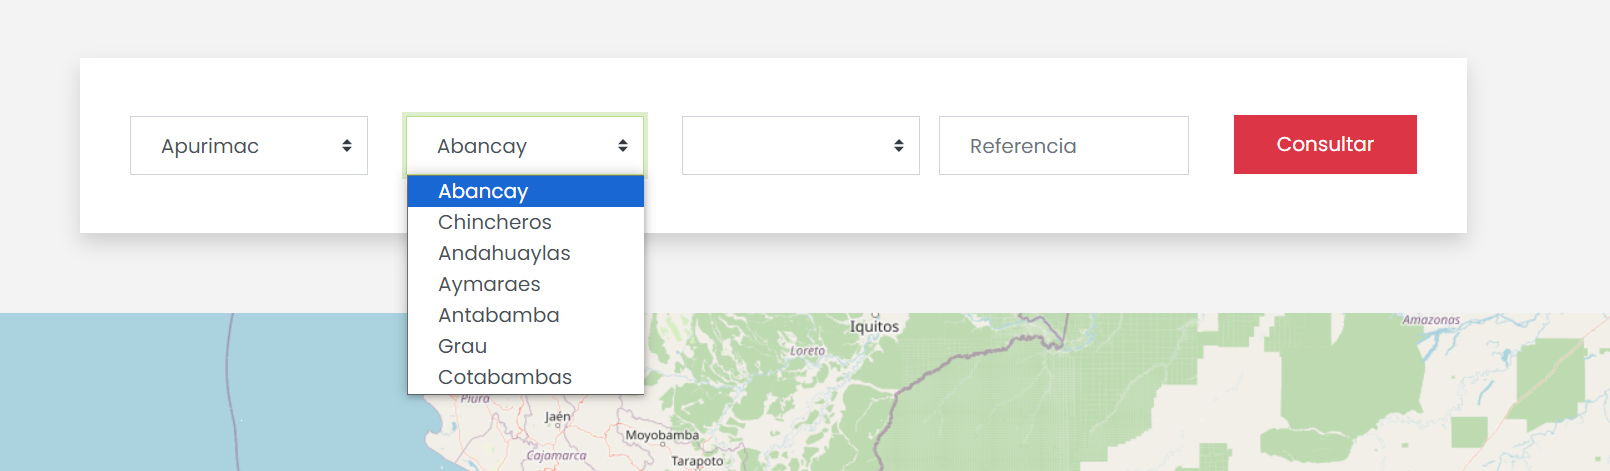 Apurimac
Abancay
Referencia
Consultar
Abancay
Chincheros
Andahuaylas
Aymaraes
Antabamba
Grau
Cotabambas
Iquitos
Amazonas
Loreto
Piura
Jaén
Moyobamba
Cajamarca
Tarapoto